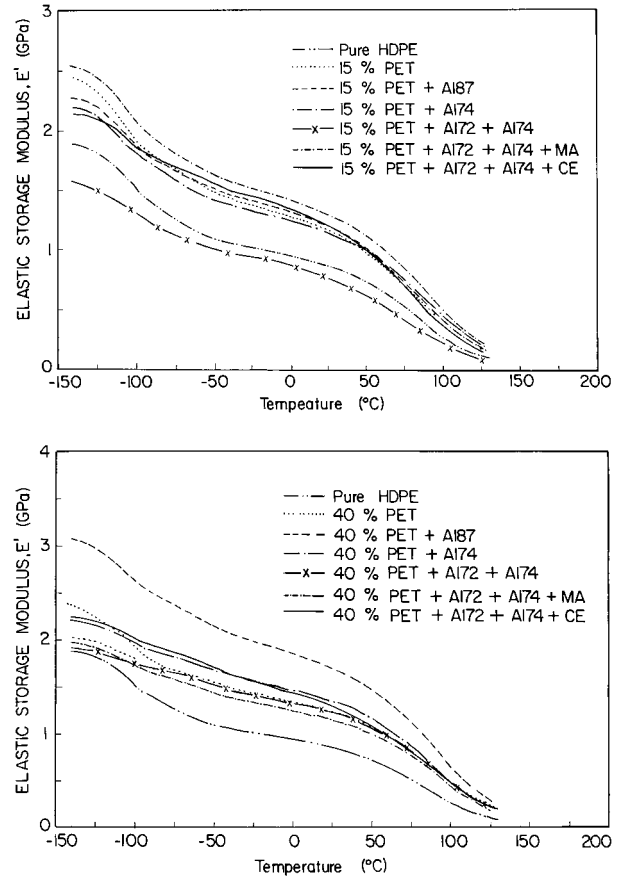 3
2
1
0
ELASTIC STORAGE MODULUS, E' (GPa)
Pure HDPE
15 % PET
15 % PET + A187
15 % PET + A174
15 % PET + A172 + A174
15 % PET + A172 + A174 + MA
15 % PET + A172 + A174 + CE
-150 -100 -50 0 50 100 150 200
Tempeature (°C)
4
3
2
1
0
ELASTIC STORAGE MODULUS, E' (GPa)
Pure HDPE
40 % PET
40 % PET + A187
40 % PET + A174
40 % PET + A172 + A174
40 % PET + A172 + A174 + MA
40 % PET + A172 + A174 + CE
-150 -100 -50 0 50 100 150 200
Temperature (°C)